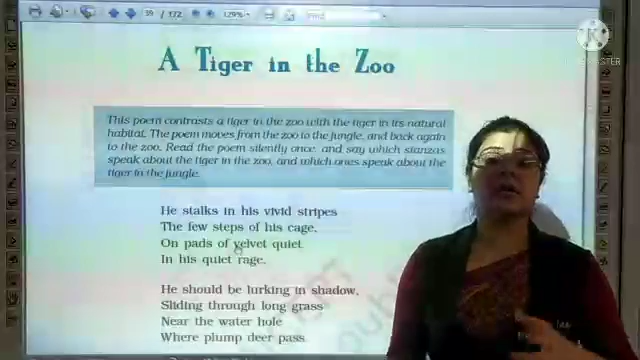 39 / 172
129%
Find
A Tiger in the Zoo
This poem contrasts a tiger in the zoo with the tiger in its natural
habitat. The poem moves from the zoo to the jungle, and back again
to the zoo. Read the poem silently once, and say which stanzas
speak about the tiger in the zoo, and which ones speak about the
tiger in the jungle.
He stalks in his vivid stripes
The few steps of his cage,
On pads of velvet quiet
In his quiet rage.
He should be lurking in shadow,
Sliding through long grass
Near the water hole
Where plump deer pass.